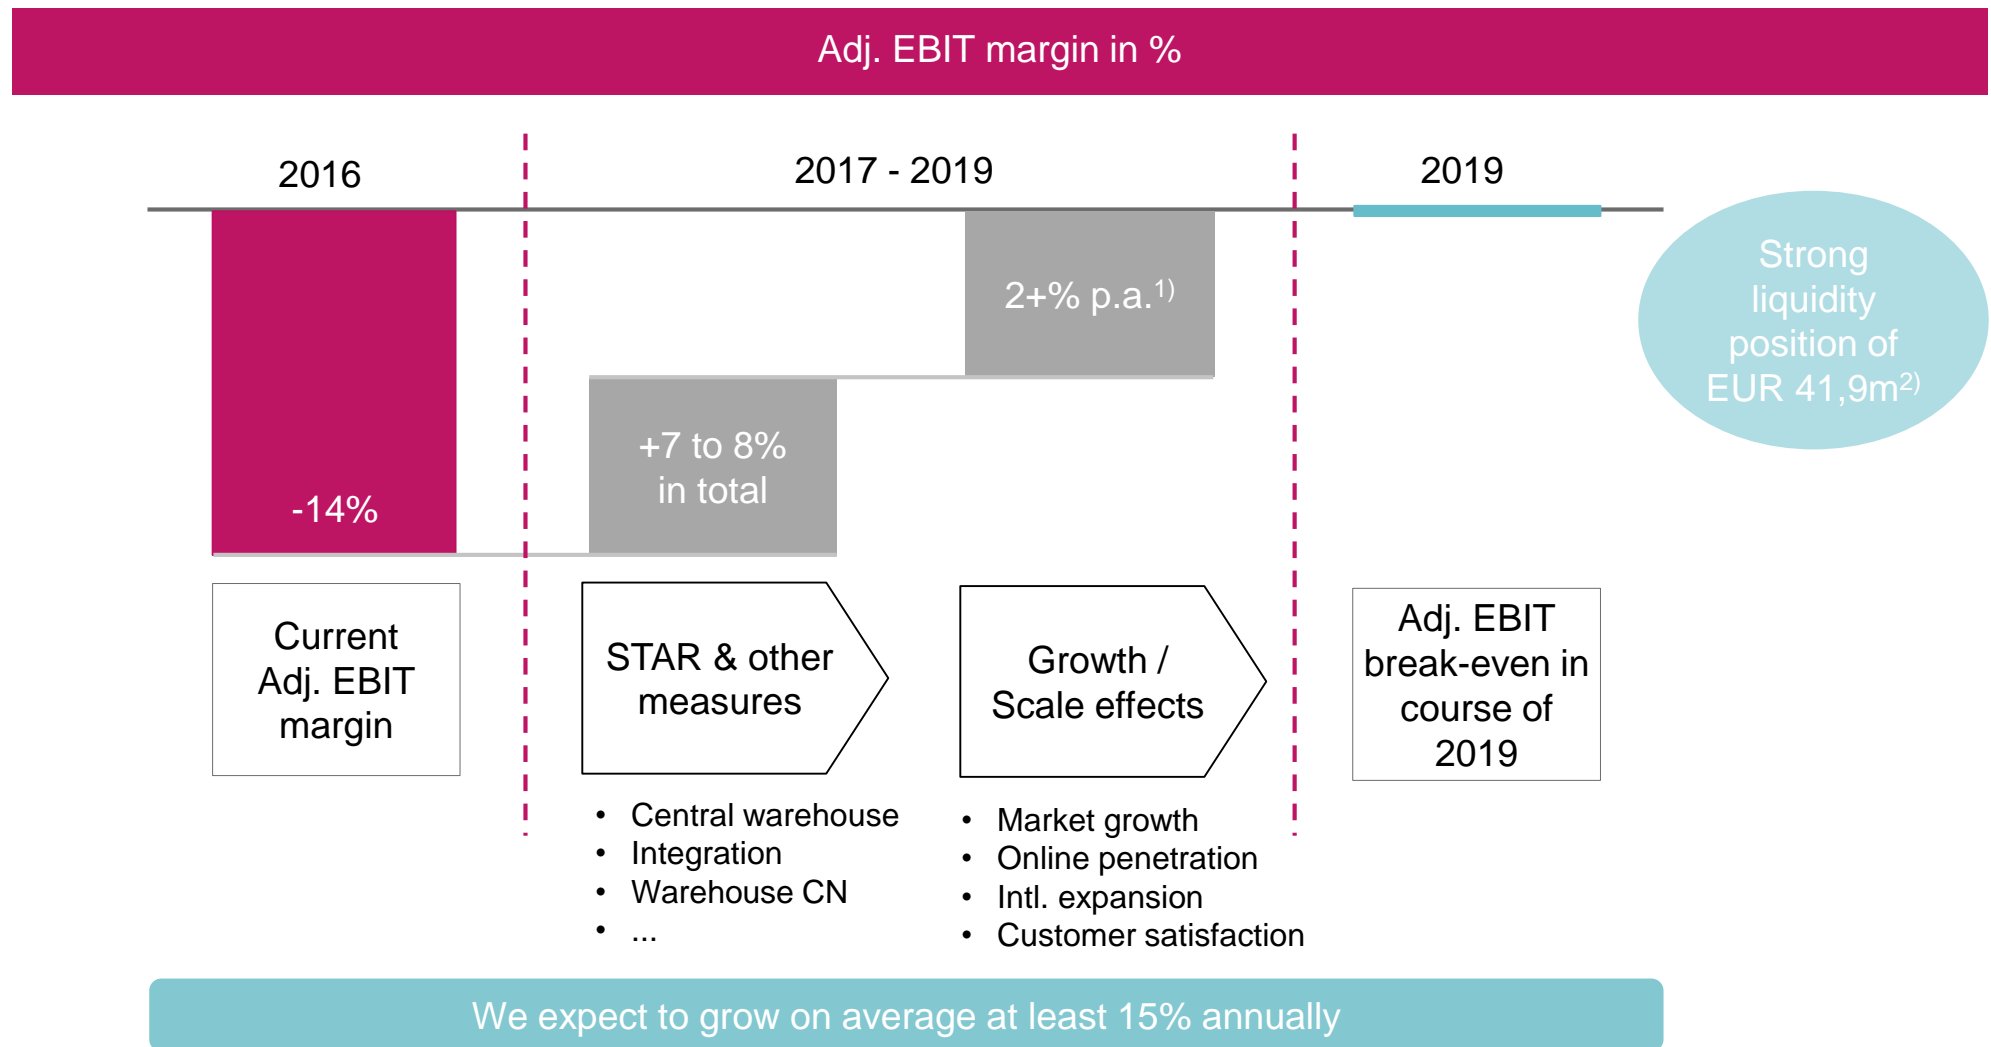 Adj. EBIT margin in %
2016
2017 - 2019
2019
-14%
+7 to 8%
in total
2+% p.a.1)
Strong
liquidity
position of
EUR 41,9m2)
Current
Adj. EBIT
margin
STAR & other
measures
Growth /
Scale effects
Adj. EBIT
break-even in
course of
2019
• Central warehouse
• Integration
• Warehouse CN
• ...
• Market growth
• Online penetration
• Intl. expansion
• Customer satisfaction
We expect to grow on average at least 15% annually